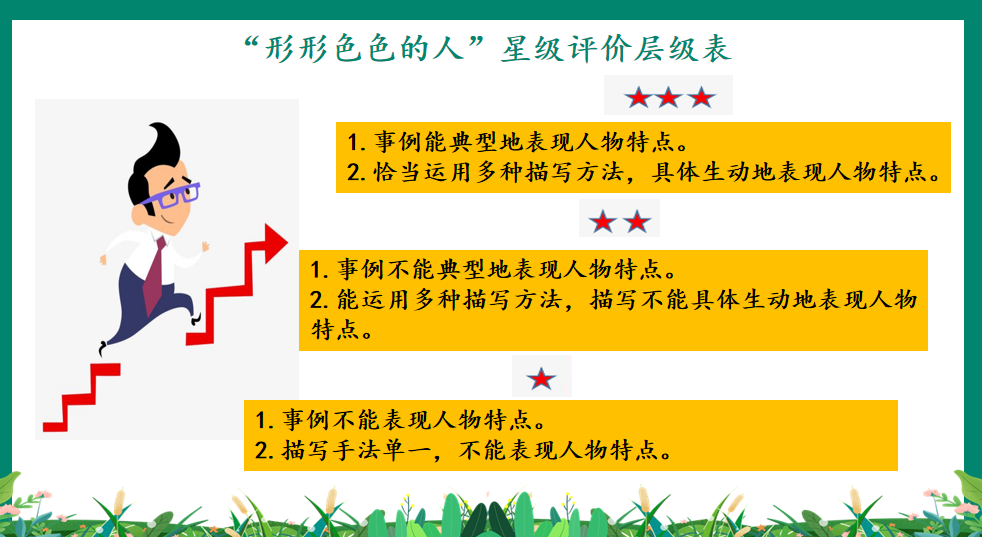 “形形色色的人”星级评价层级表
1.事例能典型地表现人物特点。
2.恰当运用多种描写方法，具体生动地表现人物特点。
1.事例不能典型地表现人物特点。
2.能运用多种描写方法，描写不能具体生动地表现人物
特点。
1.事例不能表现人物特点。
2.描写手法单一，不能表现人物特点。